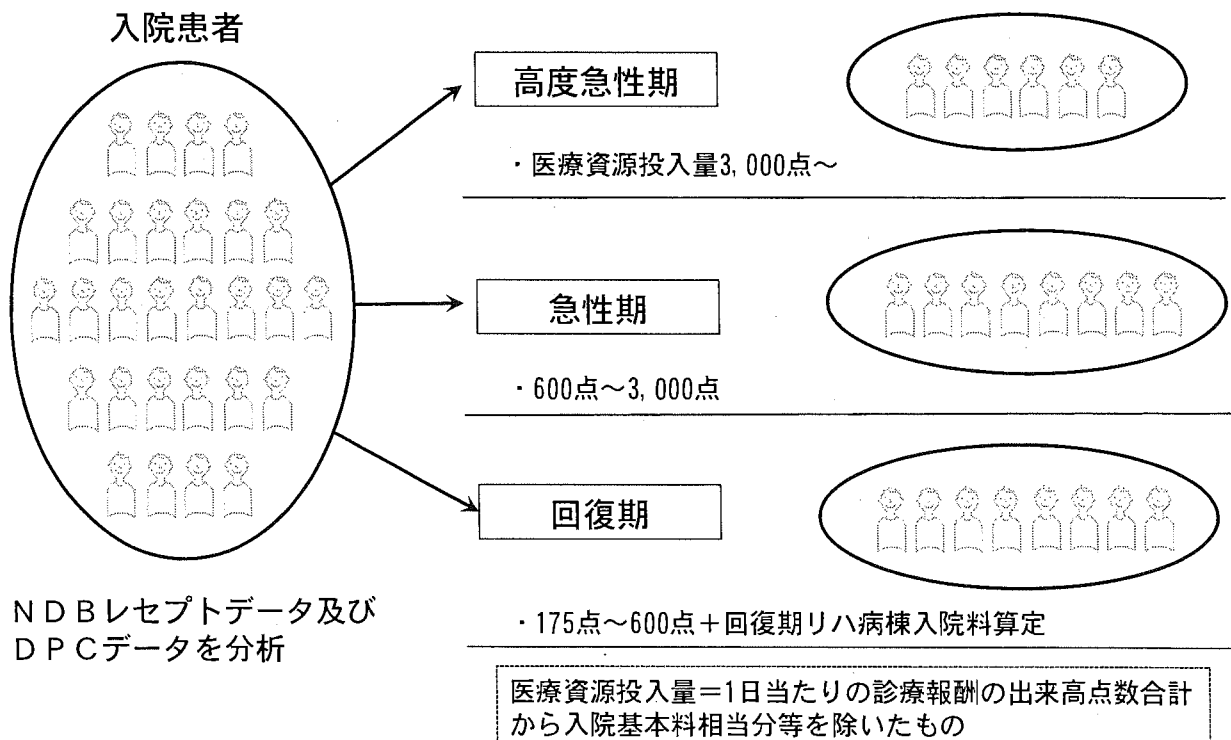 入院患者
高度急性期
・医療資源投入量3,000点～
急性期
・600点～3,000点
回復期
・175点～600点＋回復期リハ病棟入院料算定
ＮＤＢレセプトデータ及び
ＤＰＣデータを分析
医療資源投入量＝1日当たりの診療報酬の出来高点数合計
から入院基本料相当分等を除いたもの